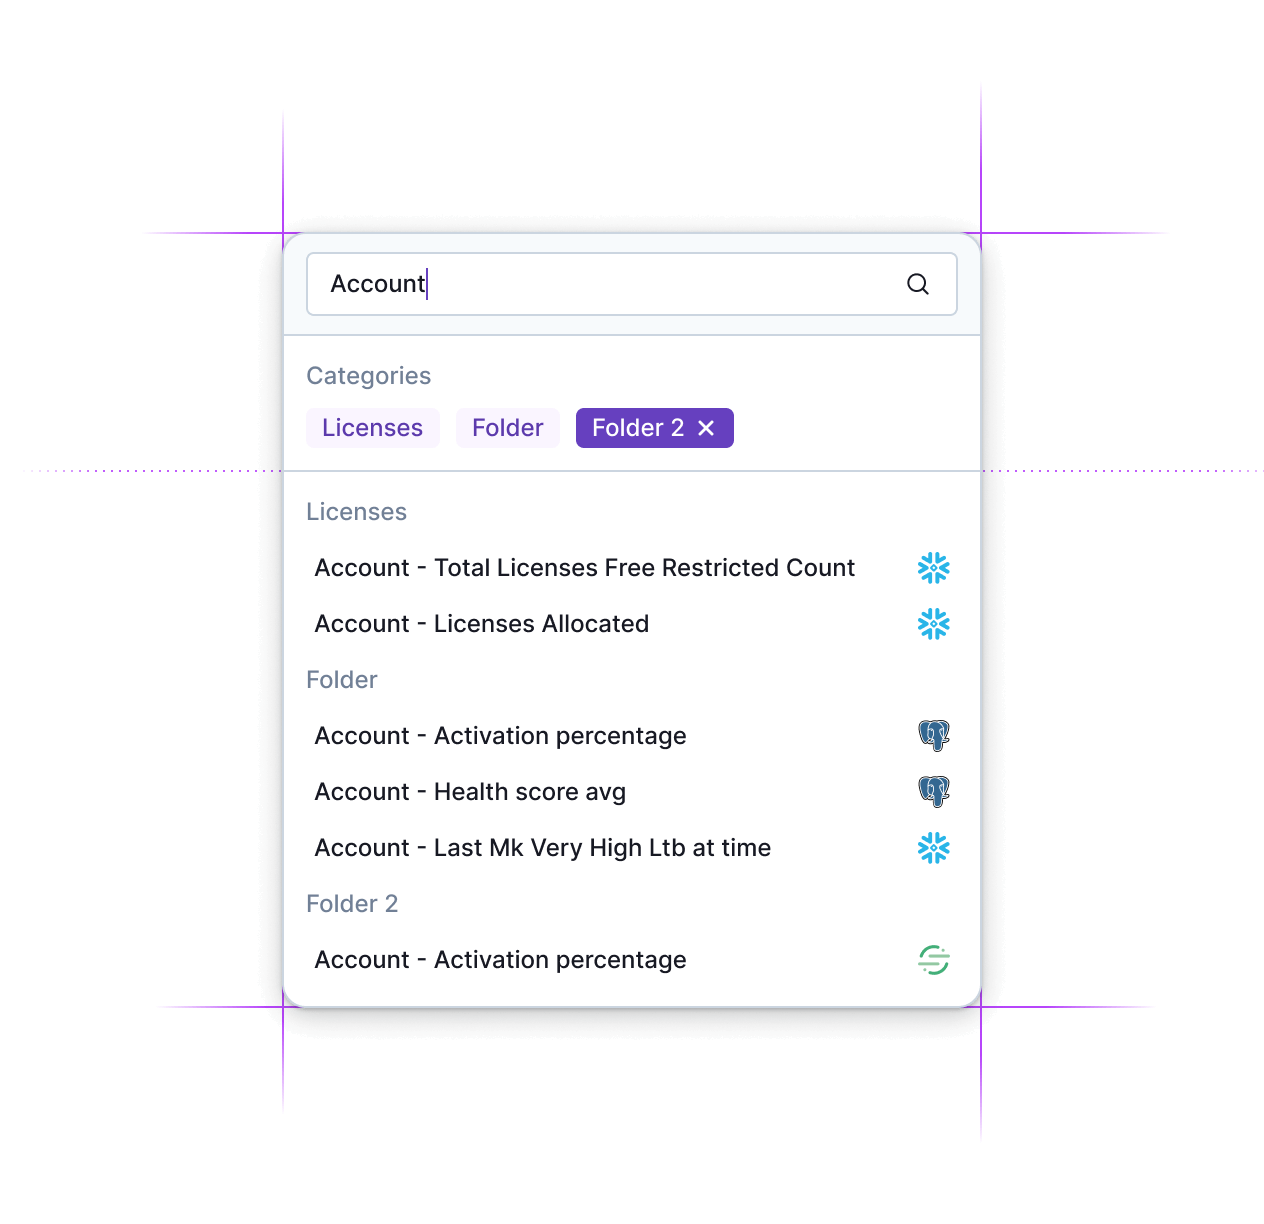 Account
Categories
Licenses Folder Folder 2
Licenses
Account - Total Licenses Free Restricted Count
Account - Licenses Allocated
Folder
Account - Activation percentage
Account - Health score avg
Account - Last Mk Very High Ltb at time
Folder 2
Account - Activation percentage